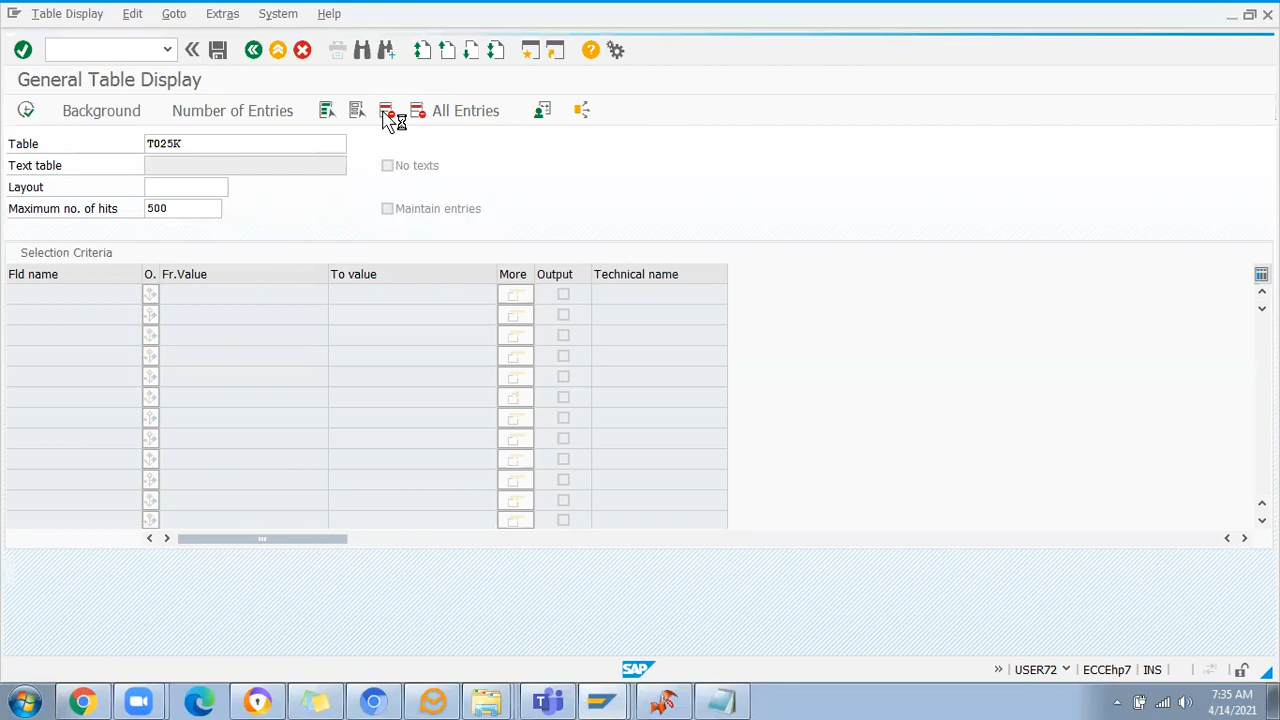 Table Display Edit Goto Extras System Help
General Table Display
Background Number of Entries All Entries
Table T025K
Text table No texts
Layout
Maximum no. of hits 500 Maintain entries
Selection Criteria
Fld name O. Fr.Value To value More Output Technical name
SAP » USER72 ECCEhp7 INS
7:35 AM
4/14/2021